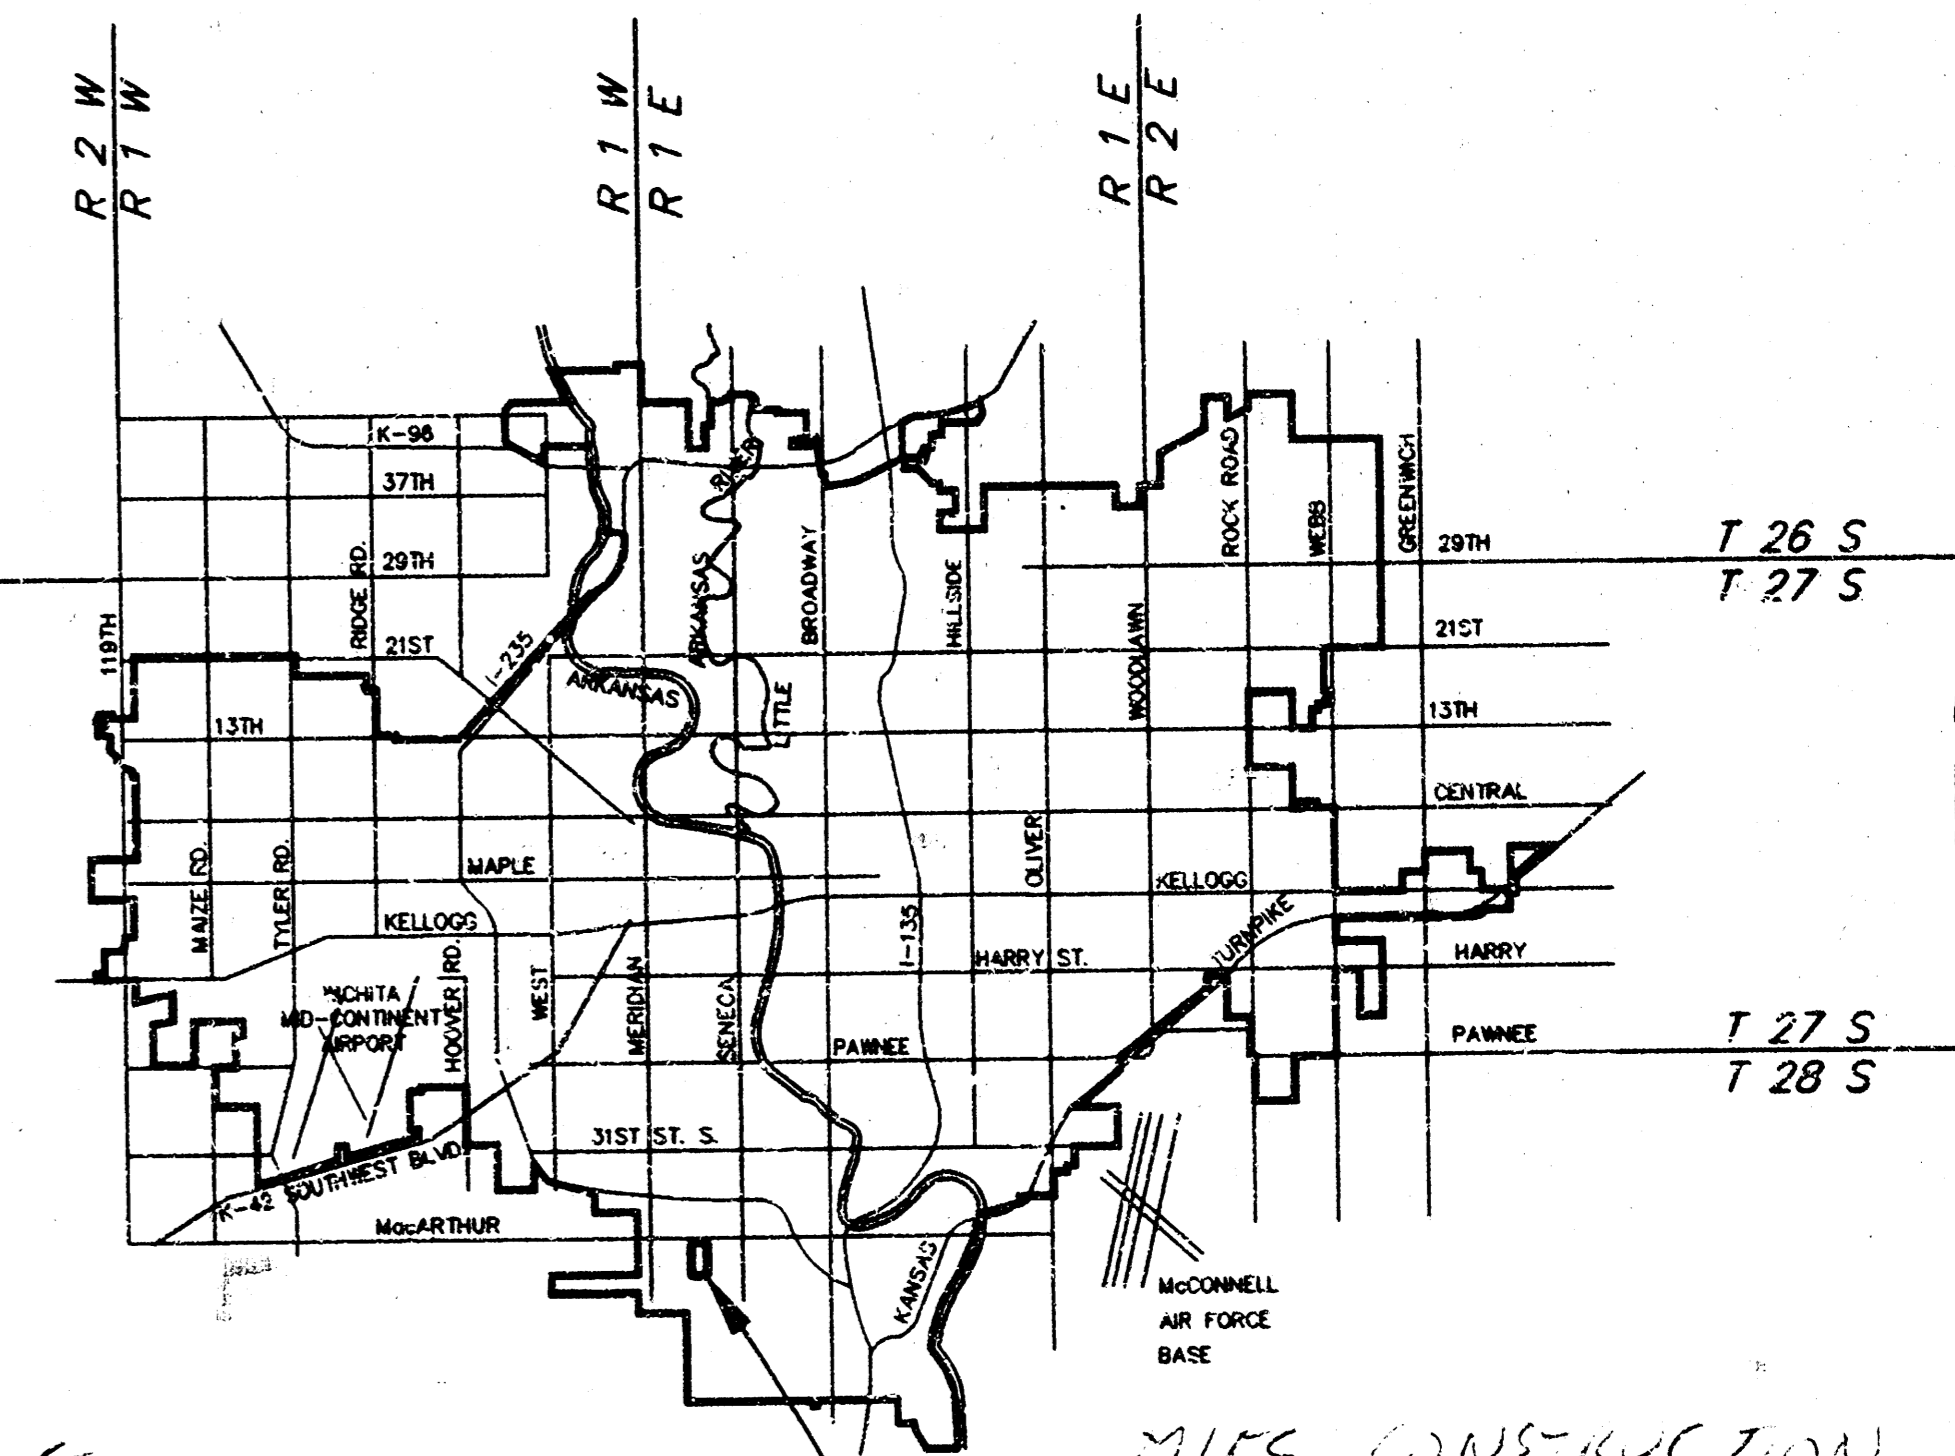 R 2 W
R 1 W
R 1 W
R 1 E
R 1 E
R 2 E
K-96
37TH
29TH
RIDGE RD.
119TH
21ST
I-235
13TH
ARKANSAS
RIVER
ARKANSAS
LITTLE
BROADWAY
HILLSIDE
WOODLAWN
ROCK ROAD
WEBB
GREENWICH
29TH
T 26 S
T 27 S
21ST
13TH
CENTRAL
OLIVER
MAPLE
KELLOGG
MAIZE RD.
TYLER RD.
KELLOGG
TURNPIKE
I-135
HARRY ST.
HARRY
HOOVER RD.
WEST
MERIDIAN
SENECA
WICHITA
MID-CONTINENT
AIRPORT
PAWNEE
PAWNEE
T 27 S
T 28 S
31ST ST. S.
K-42 SOUTHWEST BLVD.
MacARTHUR
KANSAS
McCONNELL
AIR FORCE
BASE
MIES CONSTRUCTION